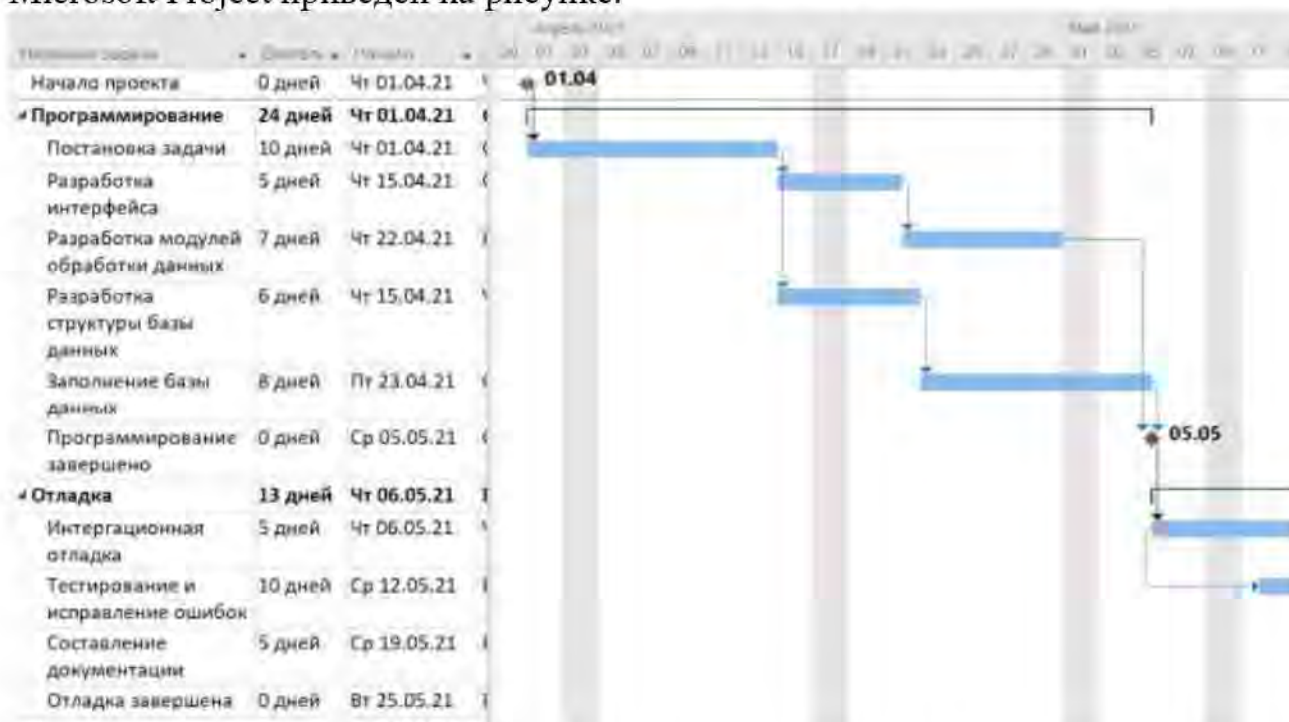 Microsoft Project приведен на рисунке.
Название задачи Начало
Начало проекта 0 дней Чт 01.04.21 01.04
Программирование 24 дней Чт 01.04.21
Постановка задачи 10 дней Чт 01.04.21
Разработка 5 дней Чт 15.04.21
интерфейса
Разработка модулей 7 дней Чт 22.04.21
обработки данных
Разработка 6 дней Чт 15.04.21
структуры базы
данных
Заполнение базы 8 дней Пт 23.04.21
данных
Программирование 0 дней Ср 05.05.21 05.05
завершено
Отладка 13 дней Чт 06.05.21
Интергационная 5 дней Чт 06.05.21
отладка
Тестирование и 10 дней Ср 12.05.21
исправление ошибок
Составление 5 дней Ср 19.05.21
документации
Отладка завершена 0 дней Вт 25.05.21